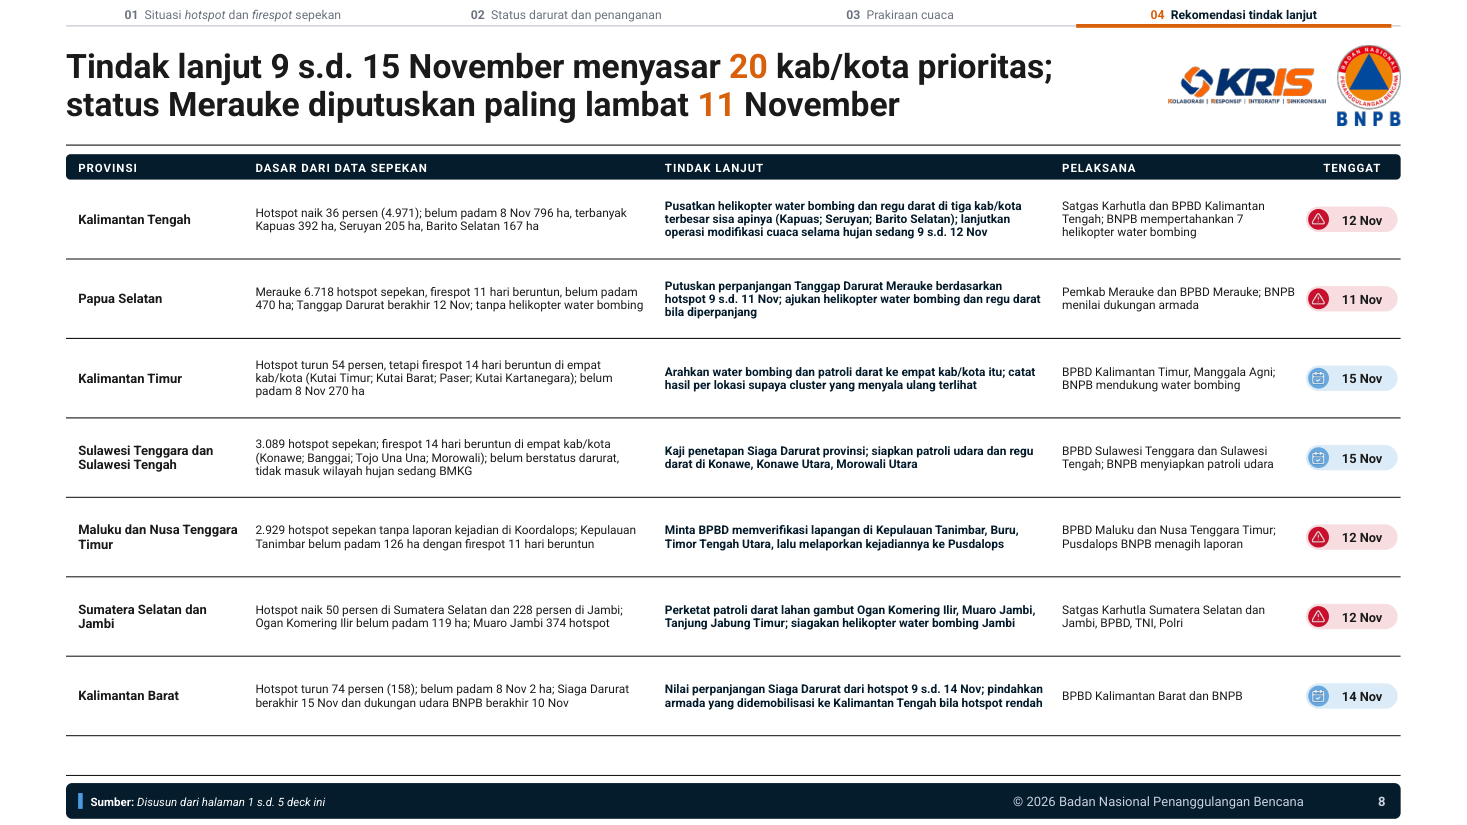 01 Situasi hotspot dan firespot sepekan
02 Status darurat dan penanganan
03 Prakiraan cuaca
04 Rekomendasi tindak lanjut
Tindak lanjut 9 s.d. 15 November menyasar 20 kab/kota prioritas;
status Merauke diputuskan paling lambat 11 November
KRIS
KOLABORASI | RESPONSIF | INTEGRATIF | SINKRONISASI
BADAN NASIONAL
PENANGGULANGAN BENCANA
BNPB
PROVINSI
DASAR DARI DATA SEPEKAN
TINDAK LANJUT
PELAKSANA
TENGGAT
Kalimantan Tengah
Hotspot naik 36 persen (4.971); belum padam 8 Nov 796 ha, terbanyak
Kapuas 392 ha, Seruyan 205 ha, Barito Selatan 167 ha
Pusatkan helikopter water bombing dan regu darat di tiga kab/kota
terbesar sisa apinya (Kapuas; Seruyan; Barito Selatan); lanjutkan
operasi modifikasi cuaca selama hujan sedang 9 s.d. 12 Nov
Satgas Karhutla dan BPBD Kalimantan
Tengah; BNPB mempertahankan 7
helikopter water bombing
12 Nov
Papua Selatan
Merauke 6.718 hotspot sepekan, firespot 11 hari beruntun, belum padam
470 ha; Tanggap Darurat berakhir 12 Nov; tanpa helikopter water bombing
Putuskan perpanjangan Tanggap Darurat Merauke berdasarkan
hotspot 9 s.d. 11 Nov; ajukan helikopter water bombing dan regu darat
bila diperpanjang
Pemkab Merauke dan BPBD Merauke; BNPB
menilai dukungan armada
11 Nov
Kalimantan Timur
Hotspot turun 54 persen, tetapi firespot 14 hari beruntun di empat
kab/kota (Kutai Timur; Kutai Barat; Paser; Kutai Kartanegara); belum
padam 8 Nov 270 ha
Arahkan water bombing dan patroli darat ke empat kab/kota itu; catat
hasil per lokasi supaya cluster yang menyala ulang terlihat
BPBD Kalimantan Timur, Manggala Agni;
BNPB mendukung water bombing
15 Nov
Sulawesi Tenggara dan
Sulawesi Tengah
3.089 hotspot sepekan; firespot 14 hari beruntun di empat kab/kota
(Konawe; Banggai; Tojo Una Una; Morowali); belum berstatus darurat,
tidak masuk wilayah hujan sedang BMKG
Kaji penetapan Siaga Darurat provinsi; siapkan patroli udara dan regu
darat di Konawe, Konawe Utara, Morowali Utara
BPBD Sulawesi Tenggara dan Sulawesi
Tengah; BNPB menyiapkan patroli udara
15 Nov
Maluku dan Nusa Tenggara
Timur
2.929 hotspot sepekan tanpa laporan kejadian di Koordalops; Kepulauan
Tanimbar belum padam 126 ha dengan firespot 11 hari beruntun
Minta BPBD memverifikasi lapangan di Kepulauan Tanimbar, Buru,
Timor Tengah Utara, lalu melaporkan kejadiannya ke Pusdalops
BPBD Maluku dan Nusa Tenggara Timur;
Pusdalops BNPB menagih laporan
12 Nov
Sumatera Selatan dan
Jambi
Hotspot naik 50 persen di Sumatera Selatan dan 228 persen di Jambi;
Ogan Komering Ilir belum padam 119 ha; Muaro Jambi 374 hotspot
Perketat patroli darat lahan gambut Ogan Komering Ilir, Muaro Jambi,
Tanjung Jabung Timur; siagakan helikopter water bombing Jambi
Satgas Karhutla Sumatera Selatan dan
Jambi, BPBD, TNI, Polri
12 Nov
Kalimantan Barat
Hotspot turun 74 persen (158); belum padam 8 Nov 2 ha; Siaga Darurat
berakhir 15 Nov dan dukungan udara BNPB berakhir 10 Nov
Nilai perpanjangan Siaga Darurat dari hotspot 9 s.d. 14 Nov; pindahkan
armada yang didemobilisasi ke Kalimantan Tengah bila hotspot rendah
BPBD Kalimantan Barat dan BNPB
14 Nov
Sumber: Disusun dari halaman 1 s.d. 5 deck ini
© 2026 Badan Nasional Penanggulangan Bencana
8